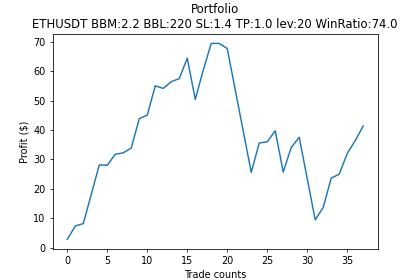 Portfolio
ETHUSDT BBM:2.2 BBL:220 SL:1.4 TP:1.0 lev:20 WinRatio:74.0
70
60
50
40
30
20
10
0
Profit ($)
0 5 10 15 20 25 30 35
Trade counts